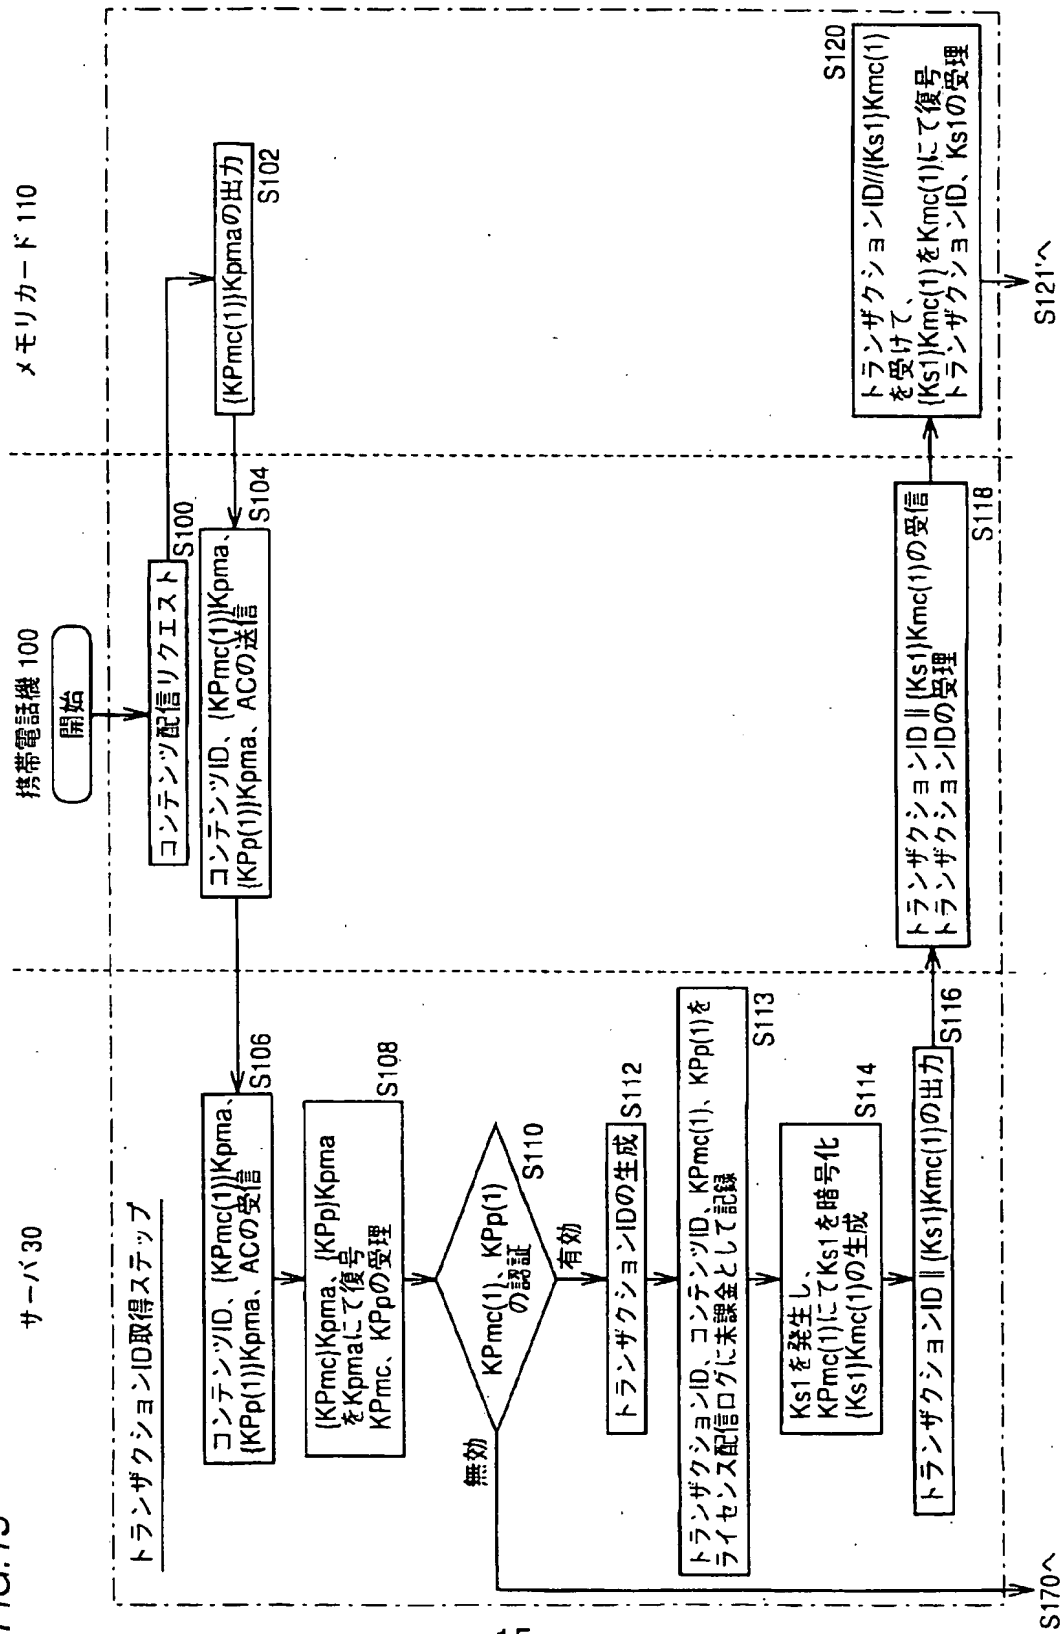 サーバ 30
携帯電話機 100
メモリカード 110
開始
トランザクションID取得ステップ
コンテンツ配信リクエスト
S100
{KPmc(1)}Kpmaの出力
S102
コンテンツID、{KPmc(1)}Kpma、
{KPp(1)}Kpma、ACの送信
S104
コンテンツID、{KPmc(1)}Kpma、
{KPp(1)}Kpma、ACの受信
S106
{KPmc}Kpma、{KPp}Kpma
をKpmaにて復号
KPmc、KPpの受理
S108
KPmc(1)、KPp(1)
の認証
S110
無効
有効
トランザクションIDの生成
S112
トランザクションID、コンテンツID、KPmc(1)、KPp(1)を
ライセンス配信ログに未課金として記録
S113
Ks1を発生し、
KPmc(1)にてKs1を暗号化
{Ks1}Kmc(1)の生成
S114
トランザクションID‖{Ks1}Kmc(1)の出力
S116
トランザクションID‖{Ks1}Kmc(1)の受信
トランザクションIDの受理
S118
トランザクションID//{Ks1}Kmc(1)
を受けて、
{Ks1}Kmc(1)をKmc(1)にて復号
トランザクションID、Ks1の受理
S120
S170へ
S121'へ